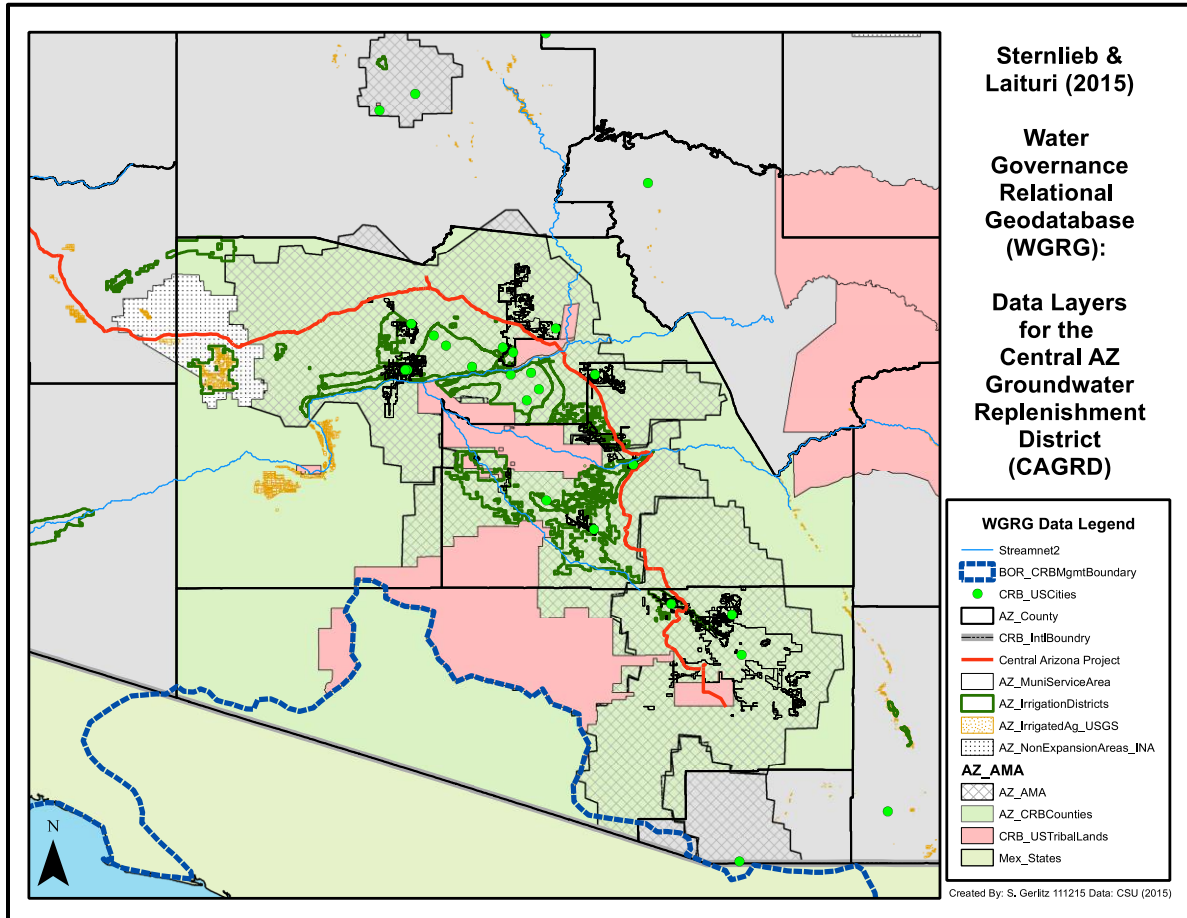 Sternlieb &
Laituri (2015)
Water
Governance
Relational
Geodatabase
(WGRG):
Data Layers
for the
Central AZ
Groundwater
Replenishment
District
(CAGRD)
WGRG Data Legend
Streamnet2
BOR_CRBMgmtBoundary
CRB_USCities
AZ_County
CRB_IntlBoundry
Central Arizona Project
AZ_MuniServiceArea
AZ_IrrigationDistricts
AZ_IrrigatedAg_USGS
AZ_NonExpansionAreas_INA
AZ_AMA
AZ_AMA
AZ_CRBCounties
CRB_USTribalLands
Mex_States
N
Created By: S. Gerlitz 111215 Data: CSU (2015)